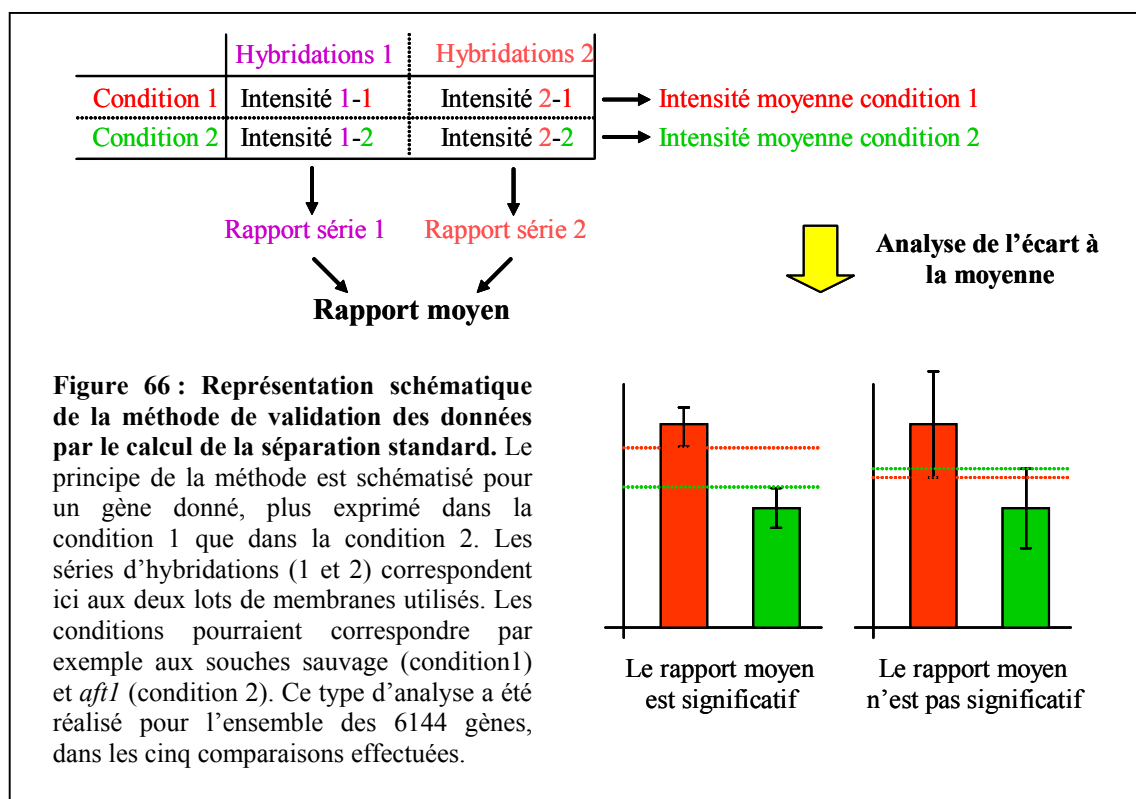 Hybridations 1 Hybridations 2
Condition 1 Intensité 1-1 Intensité 2-1 Intensité moyenne condition 1
Condition 2 Intensité 1-2 Intensité 2-2 Intensité moyenne condition 2
Rapport série 1 Rapport série 2
Rapport moyen
Analyse de l’écart à
la moyenne
Figure 66 : Représentation schématique
de la méthode de validation des données
par le calcul de la séparation standard. Le
principe de la méthode est schématisé pour
un gène donné, plus exprimé dans la
condition 1 que dans la condition 2. Les
séries d’hybridations (1 et 2) correspondent
ici aux deux lots de membranes utilisés. Les
conditions pourraient correspondre par
exemple aux souches sauvage (condition1)
et aft1 (condition 2). Ce type d’analyse a été
réalisé pour l’ensemble des 6144 gènes,
dans les cinq comparaisons effectuées.
Le rapport moyen
est significatif
Le rapport moyen
n’est pas significatif